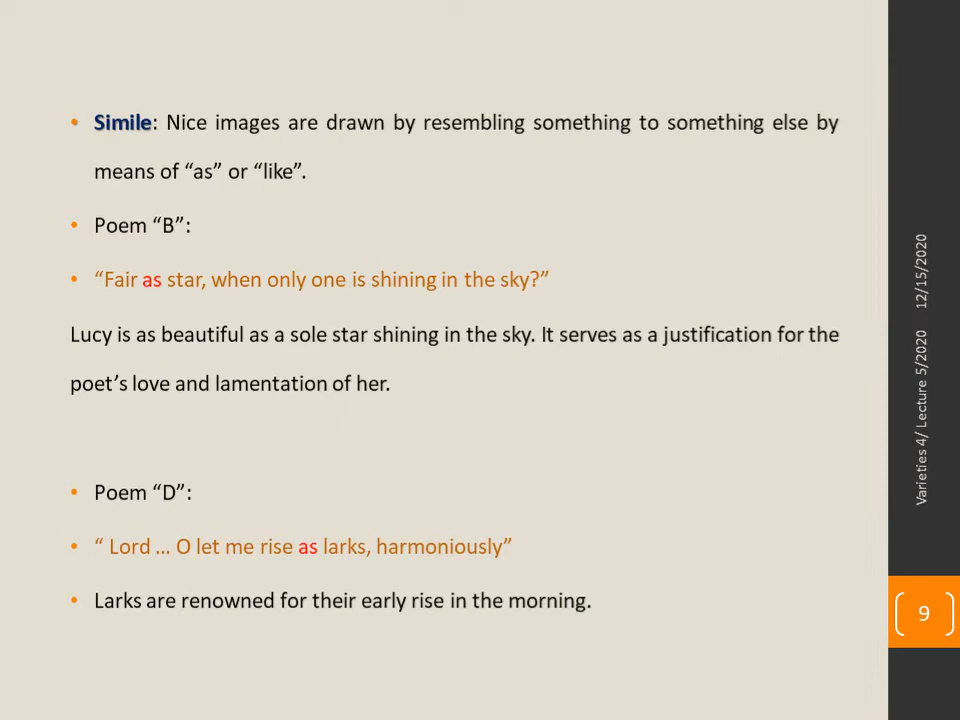 • Simile: Nice images are drawn by resembling something to something else by
means of “as” or “like”.
• Poem “B”:
• “Fair as star, when only one is shining in the sky?”
Lucy is as beautiful as a sole star shining in the sky. It serves as a justification for the
poet’s love and lamentation of her.
• Poem “D”:
• “ Lord ... O let me rise as larks, harmoniously”
• Larks are renowned for their early rise in the morning.
Varieties 4/ Lecture 5/2020 12/15/2020
9